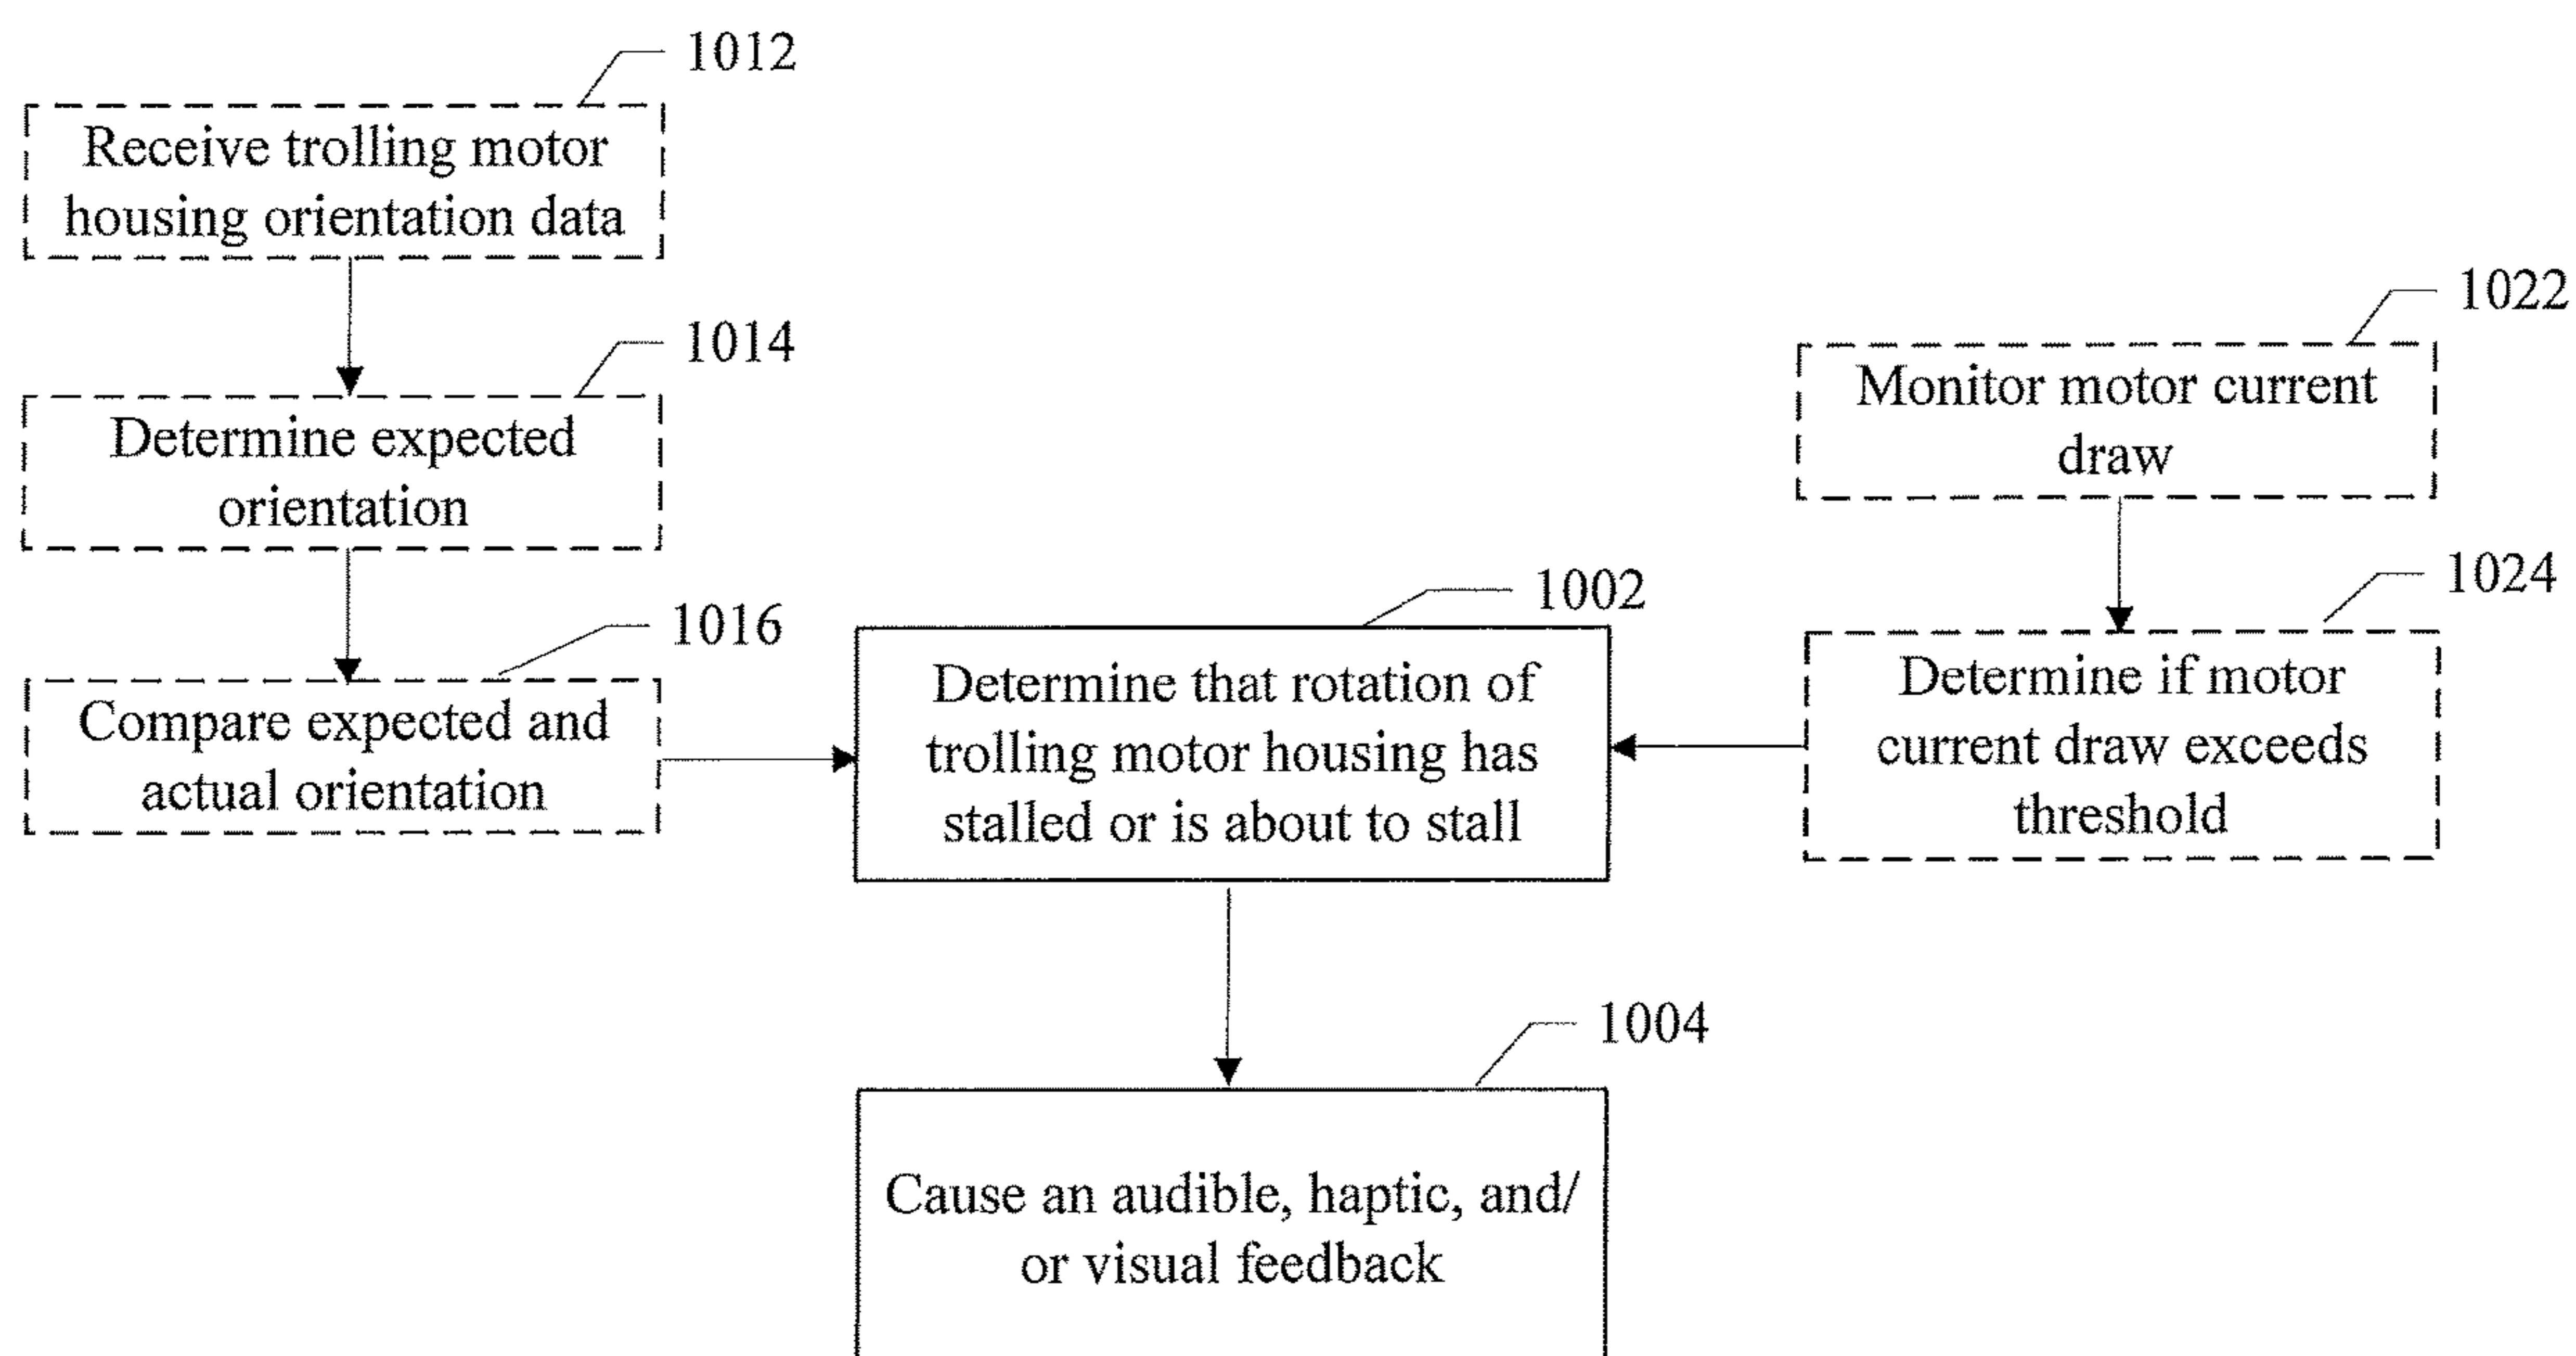 1012
Receive trolling motor
housing orientation data
1014
Determine expected
orientation
1016
Compare expected and
actual orientation
1022
Monitor motor current
draw
1024
Determine if motor
current draw exceeds
threshold
1002
Determine that rotation of
trolling motor housing has
stalled or is about to stall
1004
Cause an audible, haptic, and/
or visual feedback